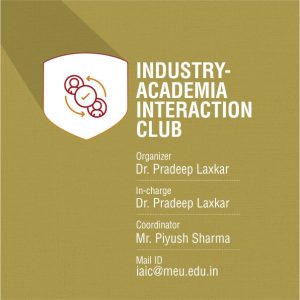 INDUSTRY-
ACADEMIA
INTERACTION
CLUB
Organizer
Dr. Pradeep Laxkar
In-charge
Dr. Pradeep Laxkar
Coordinator
Mr. Piyush Sharma
Mail ID
iaic@meu.edu.in